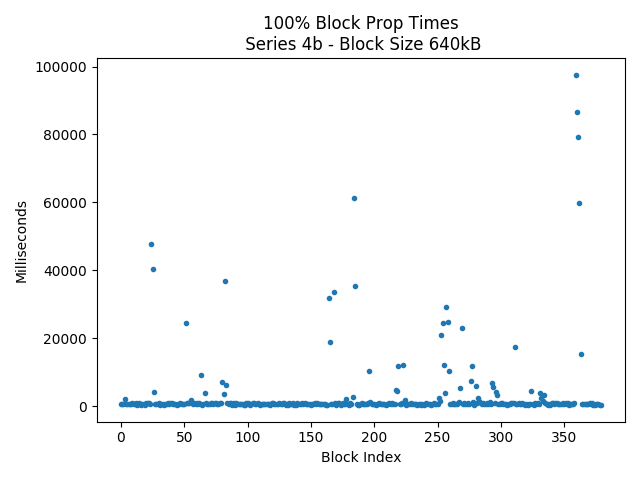 100% Block Prop Times
Series 4b - Block Size 640kB
100000
80000
60000
40000
20000
0
Milliseconds
0 50 100 150 200 250 300 350
Block Index